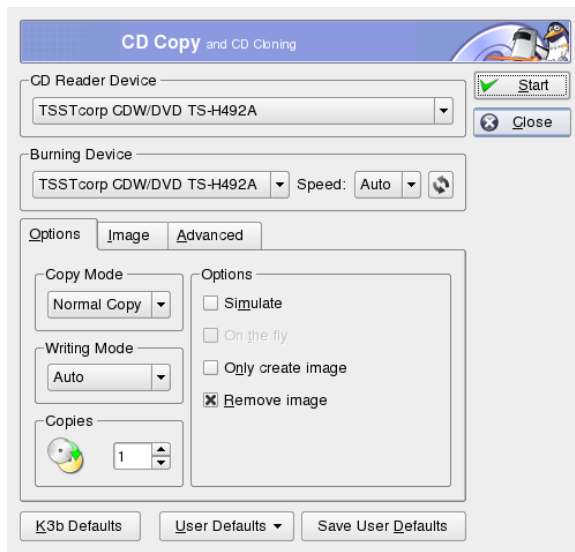 CD Copy and CD Cloning
CD Reader Device
TSSTcorp CDW/DVD TS-H492A
Start
Close
Burning Device
TSSTcorp CDW/DVD TS-H492A Speed: Auto
Options Image Advanced
Copy Mode
Normal Copy
Writing Mode
Auto
Copies
1
Options
Simulate
On the fly
Only create image
Remove image
K3b Defaults User Defaults Save User Defaults